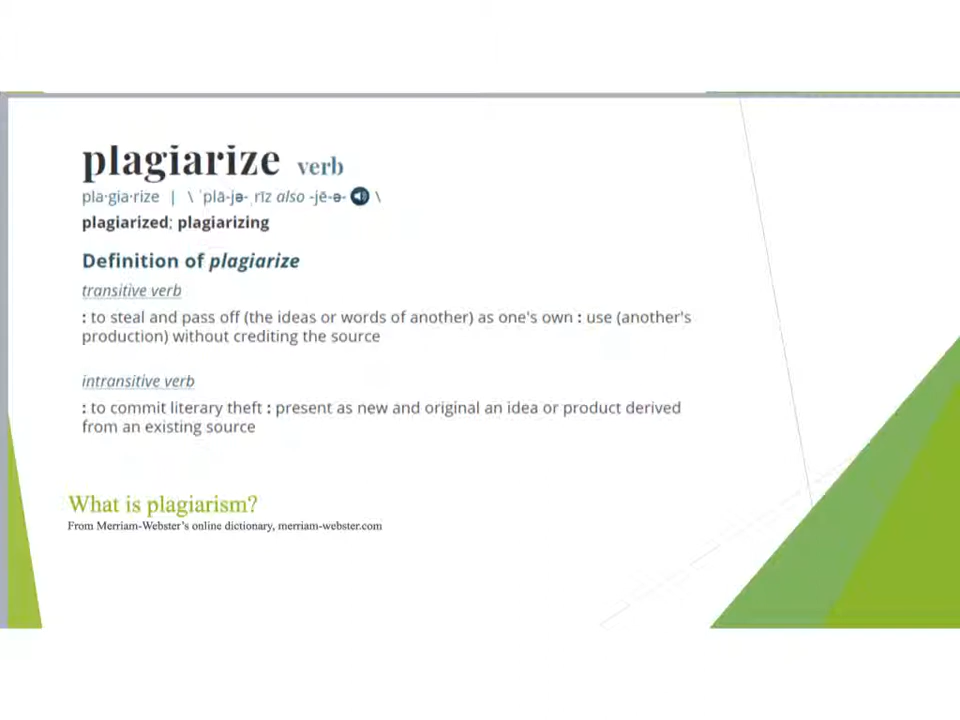 plagiarize verb
pla·gia·rize | \ ˈplā-jə-ˌrīz also -jē-ə- \
plagiarized; plagiarizing
Definition of plagiarize
transitive verb
: to steal and pass off (the ideas or words of another) as one's own : use (another's
production) without crediting the source
intransitive verb
: to commit literary theft : present as new and original an idea or product derived
from an existing source
What is plagiarism?
From Merriam-Webster's online dictionary, merriam-webster.com